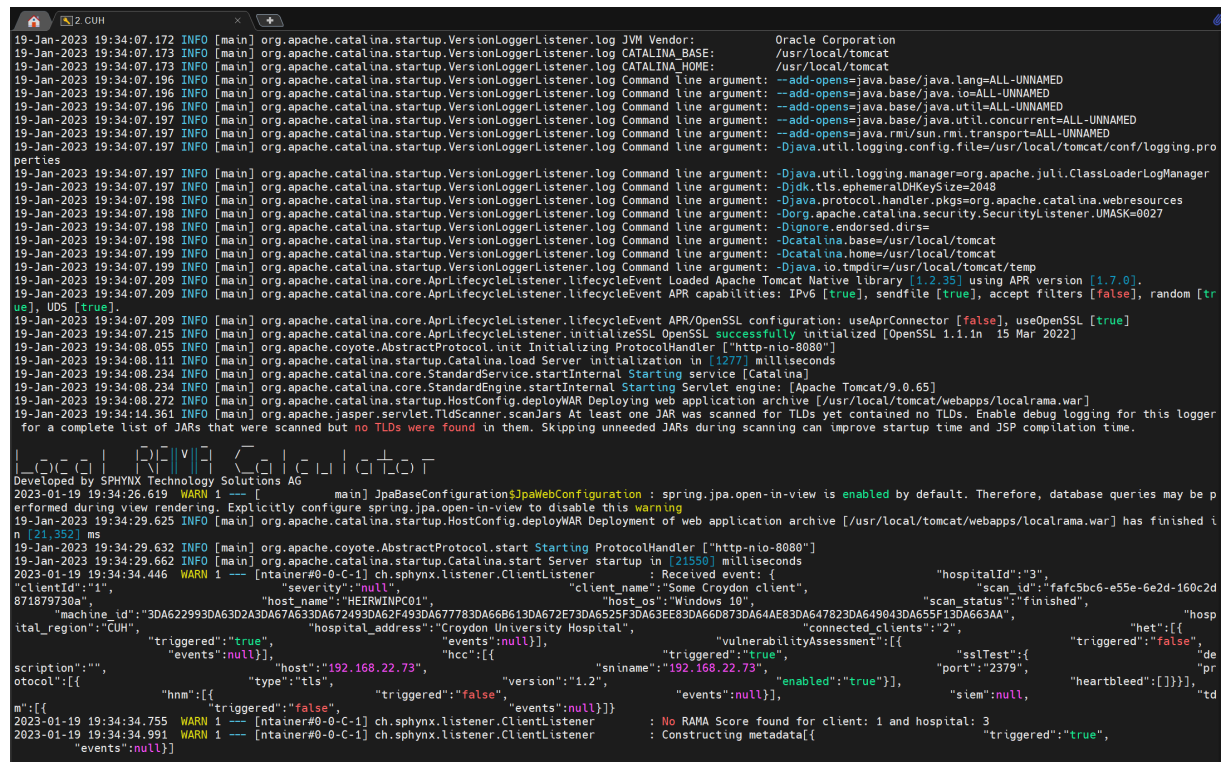 2. CUH
19-Jan-2023 19:34:07.172 INFO [main] org.apache.catalina.startup.VersionLoggerListener.log JVM Vendor: Oracle Corporation
19-Jan-2023 19:34:07.173 INFO [main] org.apache.catalina.startup.VersionLoggerListener.log CATALINA_BASE: /usr/local/tomcat
19-Jan-2023 19:34:07.173 INFO [main] org.apache.catalina.startup.VersionLoggerListener.log CATALINA_HOME: /usr/local/tomcat
19-Jan-2023 19:34:07.196 INFO [main] org.apache.catalina.startup.VersionLoggerListener.log Command line argument: --add-opens=java.base/java.lang=ALL-UNNAMED
19-Jan-2023 19:34:07.196 INFO [main] org.apache.catalina.startup.VersionLoggerListener.log Command line argument: --add-opens=java.base/java.io=ALL-UNNAMED
19-Jan-2023 19:34:07.196 INFO [main] org.apache.catalina.startup.VersionLoggerListener.log Command line argument: --add-opens=java.base/java.util=ALL-UNNAMED
19-Jan-2023 19:34:07.197 INFO [main] org.apache.catalina.startup.VersionLoggerListener.log Command line argument: --add-opens=java.base/java.util.concurrent=ALL-UNNAMED
19-Jan-2023 19:34:07.197 INFO [main] org.apache.catalina.startup.VersionLoggerListener.log Command line argument: --add-opens=java.rmi/sun.rmi.transport=ALL-UNNAMED
19-Jan-2023 19:34:07.197 INFO [main] org.apache.catalina.startup.VersionLoggerListener.log Command line argument: -Djava.util.logging.config.file=/usr/local/tomcat/conf/logging.pro
perties
19-Jan-2023 19:34:07.197 INFO [main] org.apache.catalina.startup.VersionLoggerListener.log Command line argument: -Djava.util.logging.manager=org.apache.juli.ClassLoaderLogManager
19-Jan-2023 19:34:07.197 INFO [main] org.apache.catalina.startup.VersionLoggerListener.log Command line argument: -Djdk.tls.ephemeralDHKeySize=2048
19-Jan-2023 19:34:07.198 INFO [main] org.apache.catalina.startup.VersionLoggerListener.log Command line argument: -Djava.protocol.handler.pkgs=org.apache.catalina.webresources
19-Jan-2023 19:34:07.198 INFO [main] org.apache.catalina.startup.VersionLoggerListener.log Command line argument: -Dorg.apache.catalina.security.SecurityListener.UMASK=0027
19-Jan-2023 19:34:07.198 INFO [main] org.apache.catalina.startup.VersionLoggerListener.log Command line argument: -Dignore.endorsed.dirs=
19-Jan-2023 19:34:07.198 INFO [main] org.apache.catalina.startup.VersionLoggerListener.log Command line argument: -Dcatalina.base=/usr/local/tomcat
19-Jan-2023 19:34:07.199 INFO [main] org.apache.catalina.startup.VersionLoggerListener.log Command line argument: -Dcatalina.home=/usr/local/tomcat
19-Jan-2023 19:34:07.199 INFO [main] org.apache.catalina.startup.VersionLoggerListener.log Command line argument: -Djava.io.tmpdir=/usr/local/tomcat/temp
19-Jan-2023 19:34:07.209 INFO [main] org.apache.catalina.core.AprLifecycleListener.lifecycleEvent Loaded Apache Tomcat Native library [1.2.35] using APR version [1.7.0].
19-Jan-2023 19:34:07.209 INFO [main] org.apache.catalina.core.AprLifecycleListener.lifecycleEvent APR capabilities: IPv6 [true], sendfile [true], accept filters [false], random [tr
ue], UDS [true].
19-Jan-2023 19:34:07.209 INFO [main] org.apache.catalina.core.AprLifecycleListener.lifecycleEvent APR/OpenSSL configuration: useAprConnector [false], useOpenSSL [true]
19-Jan-2023 19:34:07.215 INFO [main] org.apache.catalina.core.AprLifecycleListener.initializeSSL OpenSSL successfully initialized [OpenSSL 1.1.1n 15 Mar 2022]
19-Jan-2023 19:34:08.055 INFO [main] org.apache.coyote.AbstractProtocol.init Initializing ProtocolHandler ["http-nio-8080"]
19-Jan-2023 19:34:08.111 INFO [main] org.apache.catalina.startup.Catalina.load Server initialization in [1277] milliseconds
19-Jan-2023 19:34:08.234 INFO [main] org.apache.catalina.core.StandardService.startInternal Starting service [Catalina]
19-Jan-2023 19:34:08.234 INFO [main] org.apache.catalina.core.StandardEngine.startInternal Starting Servlet engine: [Apache Tomcat/9.0.65]
19-Jan-2023 19:34:08.272 INFO [main] org.apache.catalina.startup.HostConfig.deployWAR Deploying web application archive [/usr/local/tomcat/webapps/localrama.war]
19-Jan-2023 19:34:14.361 INFO [main] org.apache.jasper.servlet.TldScanner.scanJars At least one JAR was scanned for TLDs yet contained no TLDs. Enable debug logging for this logger
for a complete list of JARs that were scanned but no TLDs were found in them. Skipping unneeded JARs during scanning can improve startup time and JSP compilation time.
Local RAMA Calculator
Developed by SPHYNX Technology Solutions AG
2023-01-19 19:34:26.619 WARN 1 --- [ main] JpaBaseConfiguration$JpaWebConfiguration : spring.jpa.open-in-view is enabled by default. Therefore, database queries may be p
erformed during view rendering. Explicitly configure spring.jpa.open-in-view to disable this warning
19-Jan-2023 19:34:29.625 INFO [main] org.apache.catalina.startup.HostConfig.deployWAR Deployment of web application archive [/usr/local/tomcat/webapps/localrama.war] has finished i
n [21,352] ms
19-Jan-2023 19:34:29.632 INFO [main] org.apache.coyote.AbstractProtocol.start Starting ProtocolHandler ["http-nio-8080"]
19-Jan-2023 19:34:29.662 INFO [main] org.apache.catalina.startup.Catalina.start Server startup in [21550] milliseconds
2023-01-19 19:34:34.446 WARN 1 --- [ntainer#0-0-C-1] ch.sphynx.listener.ClientListener : Received event: { "hospitalId":"3",
"clientId":"1", "severity":null", "client_name":"Some Croydon client", "scan_id":"fafc5bc6-e55e-6e2d-160c2d
871879730a", "host_name":"HEIRWINPC01", "host_os":"Windows 10", "scan_status":"finished",
"machine_id":"3DA622993DA63D2A3DA67A633DA672493DA62F493DA677783DA66B613DA672E73DA6525F3DA63EE83DA66D873DA64AE83DA647823DA649043DA655F13DA663AA", "hosp
ital_region":"CUH", "hospital_address":"Croydon University Hospital", "connected_clients":"2", "het":[{
"triggered":"true", "events":null}], "vulnerabilityAssessment":[{ "triggered":"false",
"events":null}], "hcc":[{ "triggered":"true", "sslTest":{ "de
scription":"", "host":"192.168.22.73", "sniname":"192.168.22.73", "port":"2379", "pr
otocol":[{ "type":"tls", "version":"1.2", "enabled":"true"}], "heartbleed":[]}}],
"hnm":[{ "triggered":"false", "events":null}], "siem":null, "td
m":[{ "triggered":"false", "events":null}]}
2023-01-19 19:34:34.755 WARN 1 --- [ntainer#0-0-C-1] ch.sphynx.listener.ClientListener : No RAMA Score found for client: 1 and hospital: 3
2023-01-19 19:34:34.991 WARN 1 --- [ntainer#0-0-C-1] ch.sphynx.listener.ClientListener : Constructing metadata[{ "triggered":"true",
"events":null}]